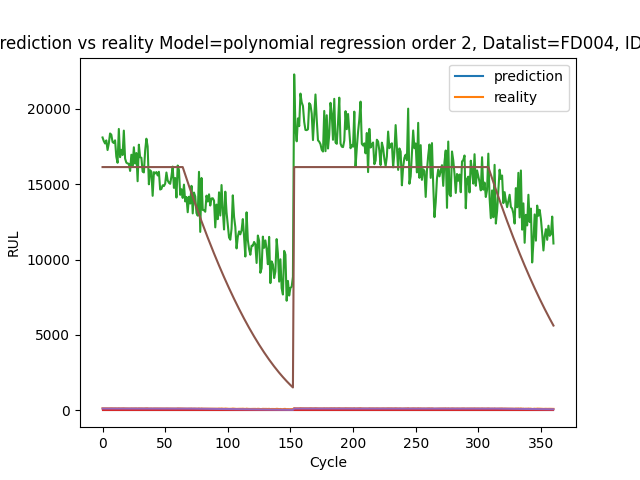 rediction vs reality Model=polynomial regression order 2, Datalist=FD004, ID
prediction
reality
RUL
20000
15000
10000
5000
0
0
50
100
150
200
250
300
350
Cycle